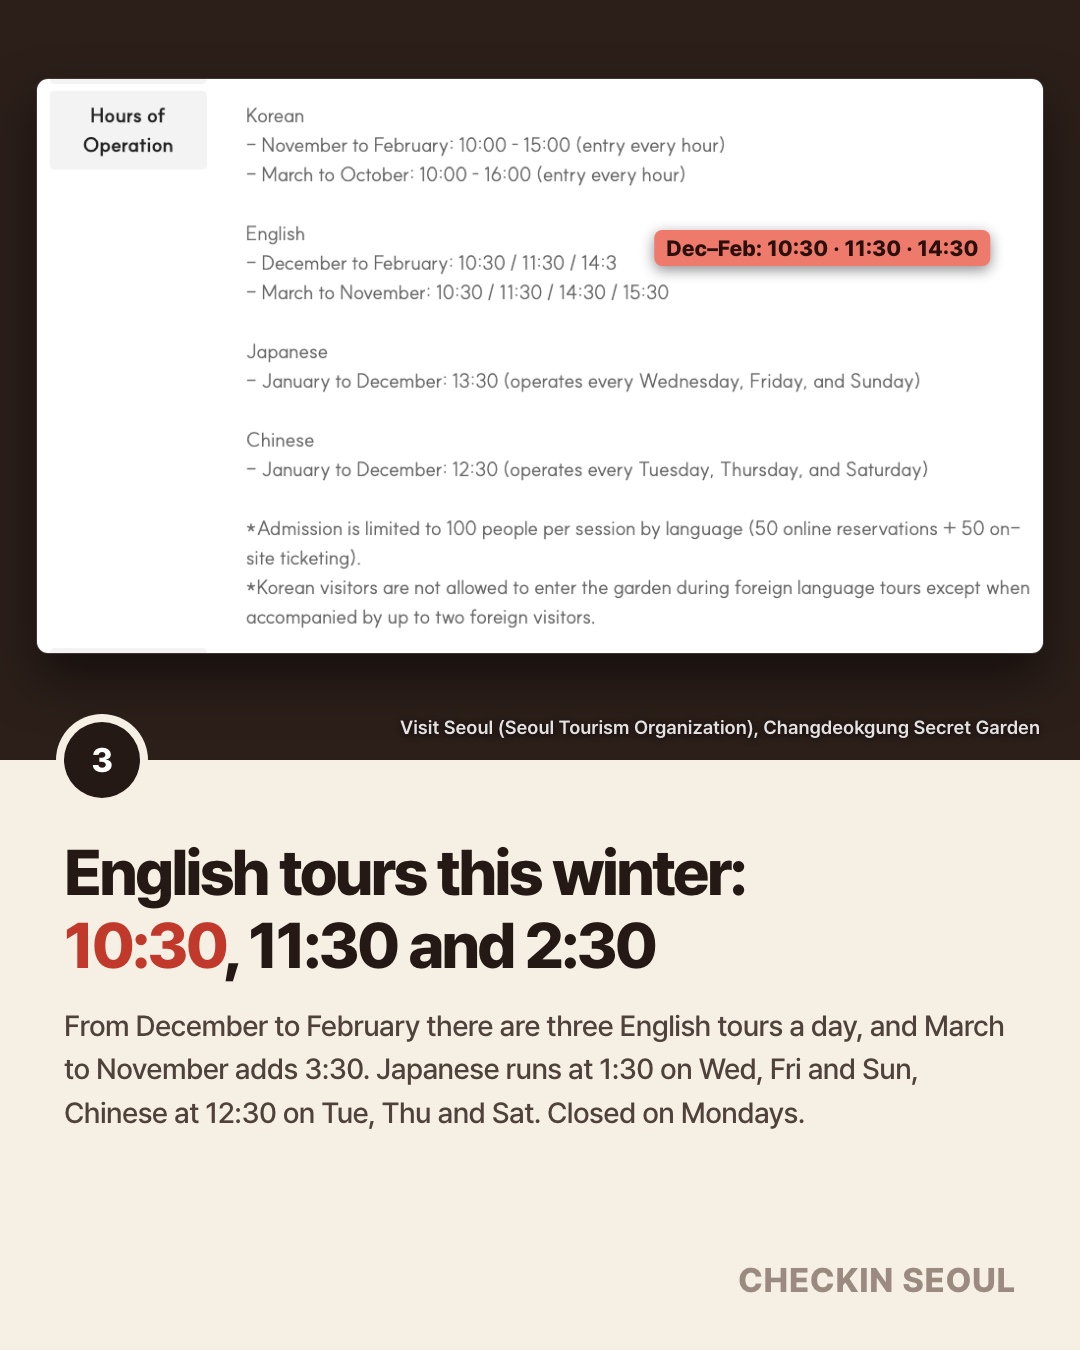 Hours of
Operation
Korean
– November to February: 10:00 - 15:00 (entry every hour)
– March to October: 10:00 - 16:00 (entry every hour)
English
– December to February: 10:30 / 11:30 / 14:3
Dec–Feb: 10:30 · 11:30 · 14:30
– March to November: 10:30 / 11:30 / 14:30 / 15:30
Japanese
– January to December: 13:30 (operates every Wednesday, Friday, and Sunday)
Chinese
– January to December: 12:30 (operates every Tuesday, Thursday, and Saturday)
*Admission is limited to 100 people per session by language (50 online reservations + 50 on–
site ticketing).
*Korean visitors are not allowed to enter the garden during foreign language tours except when
accompanied by up to two foreign visitors.
Visit Seoul (Seoul Tourism Organization), Changdeokgung Secret Garden
3
English tours this winter:
10:30, 11:30 and 2:30
From December to February there are three English tours a day, and March
to November adds 3:30. Japanese runs at 1:30 on Wed, Fri and Sun,
Chinese at 12:30 on Tue, Thu and Sat. Closed on Mondays.
CHECKIN SEOUL